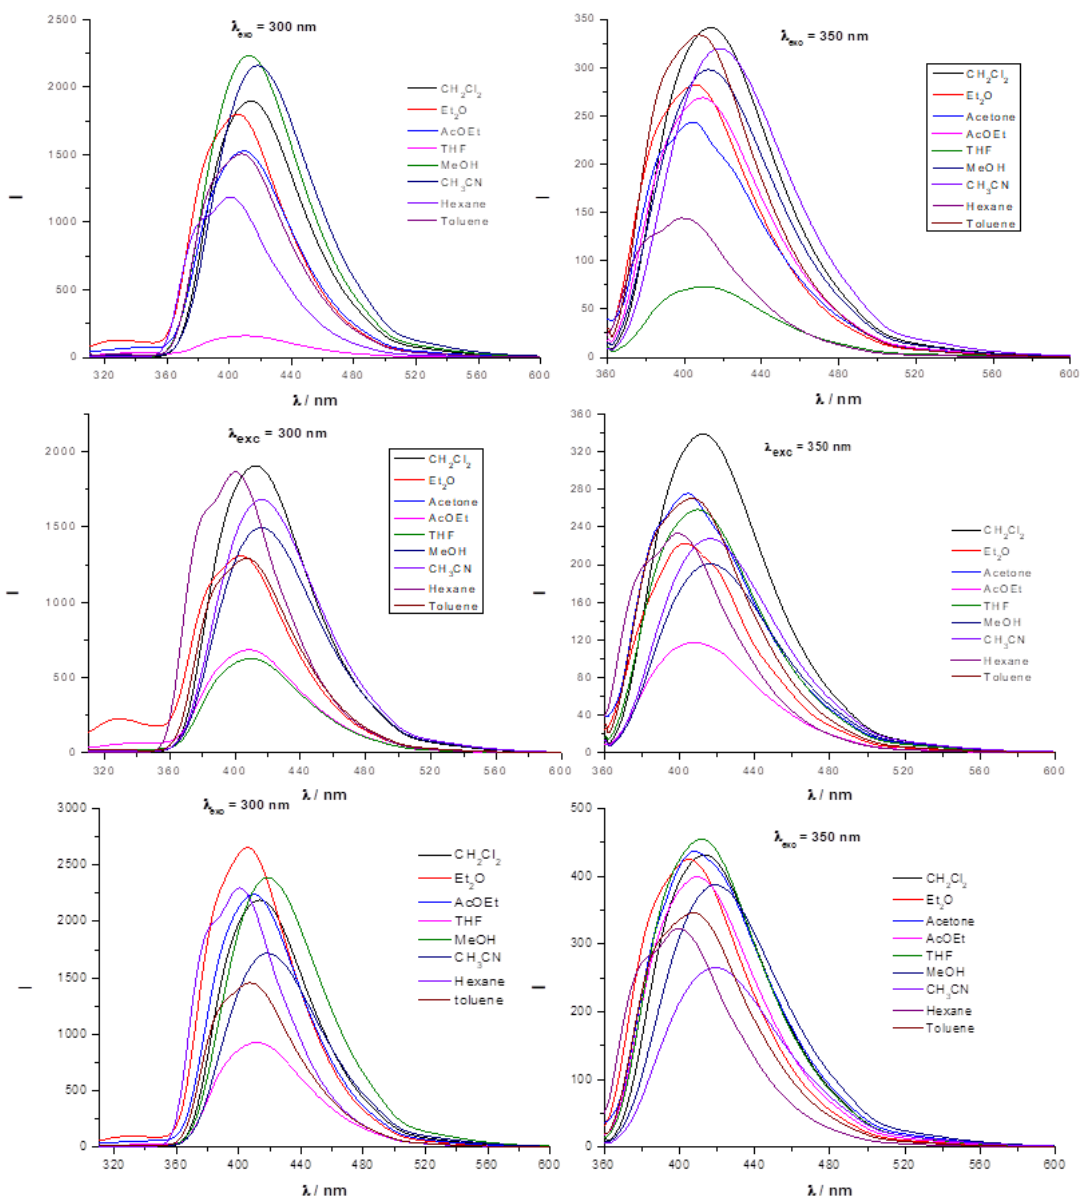 λexc = 300 nm
2500
2000
1500
1000
500
0
I
320 360 400 440 480 520 560 600
λ / nm
CH2Cl2
Et2O
AcOEt
THF
MeOH
CH3CN
Hexane
Toluene
λexc = 350 nm
350
300
250
200
150
100
50
0
I
360 400 440 480 520 560 600
λ / nm
CH2Cl2
Et2O
Acetone
AcOEt
THF
MeOH
CH3CN
Hexane
Toluene
λexc = 300 nm
2000
1500
1000
500
0
I
320 360 400 440 480 520 560 600
λ / nm
CH2Cl2
Et2O
Acetone
AcOEt
THF
MeOH
CH3CN
Hexane
Toluene
λexc = 350 nm
360
320
280
240
200
160
120
80
40
0
I
360 400 440 480 520 560 600
λ / nm
CH2Cl2
Et2O
Acetone
AcOEt
THF
MeOH
CH3CN
Hexane
Toluene
λexc = 300 nm
3000
2500
2000
1500
1000
500
0
I
320 360 400 440 480 520 560 600
λ / nm
CH2Cl2
Et2O
AcOEt
THF
MeOH
CH3CN
Hexane
toluene
λexc = 350 nm
500
400
300
200
100
0
I
360 400 440 480 520 560 600
λ / nm
CH2Cl2
Et2O
Acetone
AcOEt
THF
MeOH
CH3CN
Hexane
Toluene